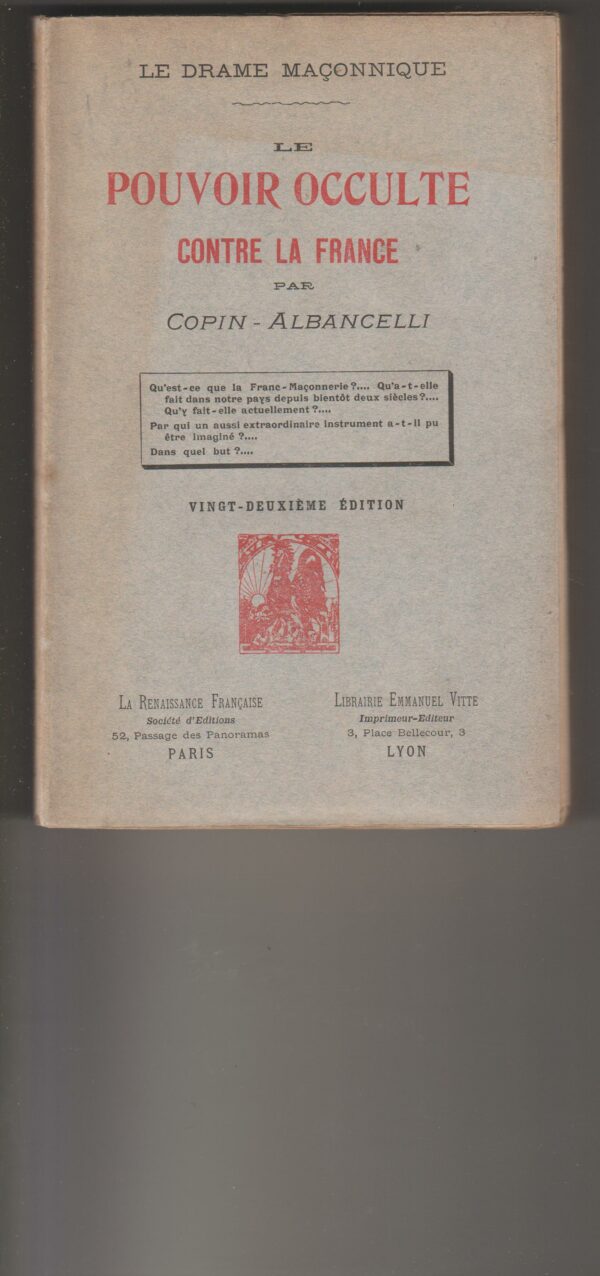 LE DRAME MAÇONNIQUE
LE
POUVOIR OCCULTE
CONTRE LA FRANCE
PAR
COPIN - ALBANCELLI
Qu'est-ce que la Franc-Maçonnerie?.... Qu'a-t-elle
fait dans notre pays depuis bientôt deux siècles?....
Qu'y fait-elle actuellement?....
Par qui un aussi extraordinaire instrument a-t-il pu
être imaginé?....
Dans quel but?....
VINGT-DEUXIÈME ÉDITION
LA RENAISSANCE FRANÇAISE
Société d'Editions
52, Passage des Panoramas
PARIS
LIBRAIRIE EMMANUEL VITTE
Imprimeur-Editeur
3, Place Bellecour, 3
LYON